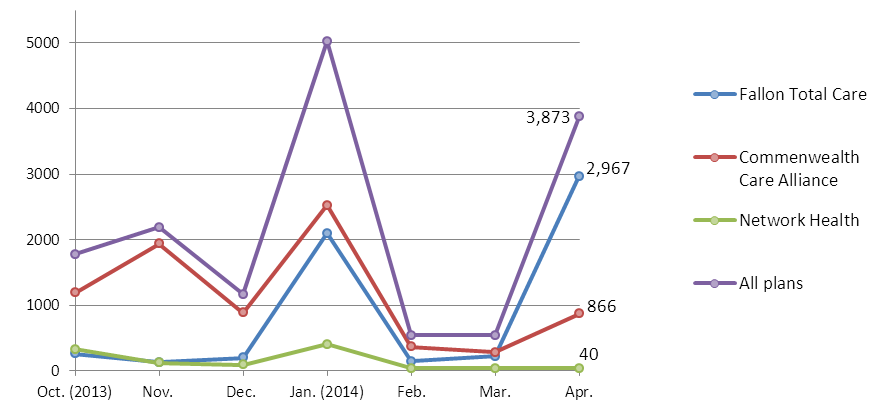 5000
4000
3000
2000
1000
0
3,873
2,967
866
40
Oct. (2013) Nov. Dec. Jan. (2014) Feb. Mar. Apr.
Fallon Total Care
Commenwealth
Care Alliance
Network Health
All plans